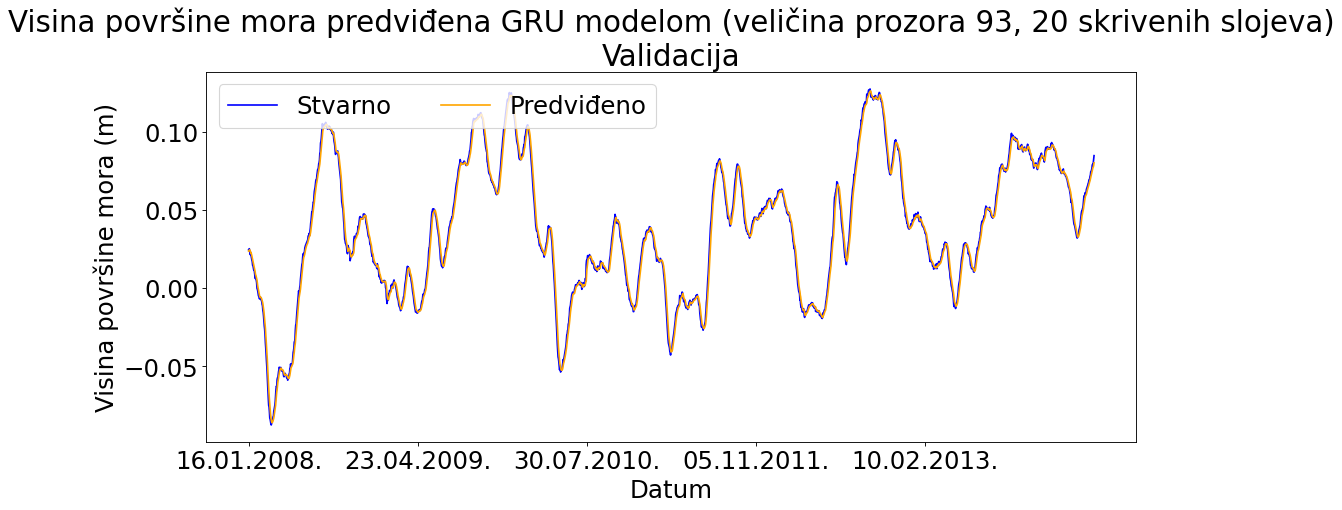 Visina površine mora predviđena GRU modelom (veličina prozora 93, 20 skrivenih slojeva)
Validacija
Stvarno
Predviđeno
Visina površine mora (m)
0.10
0.05
0.00
−0.05
16.01.2008.
23.04.2009.
30.07.2010.
05.11.2011.
10.02.2013.
Datum